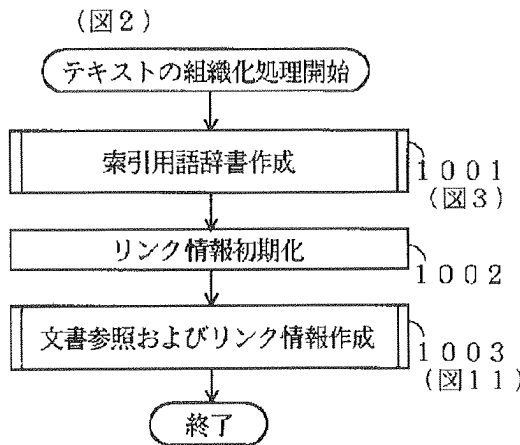 (図2)
テキストの組織化処理開始
索引用語辞書作成
1001
(図3)
リンク情報初期化
1002
文書参照およびリンク情報作成
1003
(図11)
終了